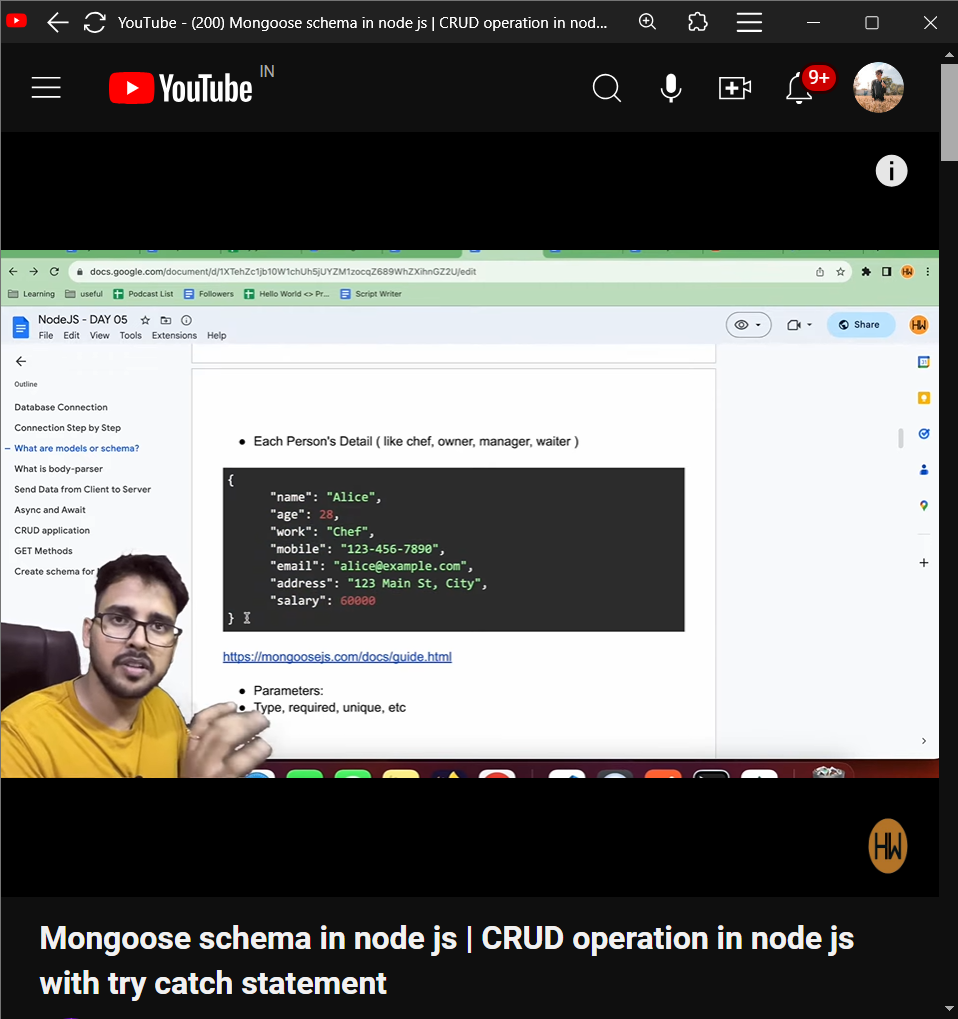 YouTube - (200) Mongoose schema in node js | CRUD operation in nod...
YouTube IN
9+
docs.google.com/document/d/1XTehZc1jb10W1chUh5jUYZM1zocqZ689WhZXihnGZ2U/edit
HW
Learning useful Podcast List Followers Hello World <> Pr... Script Writer
NodeJS - DAY 05
File Edit View Tools Extensions Help
Share
HW
Outline
Database Connection
Connection Step by Step
What are models or schema?
What is body-parser
Send Data from Client to Server
Async and Await
CRUD application
GET Methods
Create schema for
• Each Person's Detail ( like chef, owner, manager, waiter )
{
"name": "Alice",
"age": 28,
"work": "Chef",
"mobile": "123-456-7890",
"email": "alice@example.com",
"address": "123 Main St, City",
"salary": 60000
}
https://mongoosejs.com/docs/guide.html
• Parameters:
• Type, required, unique, etc
HW
Mongoose schema in node js | CRUD operation in node js
with try catch statement